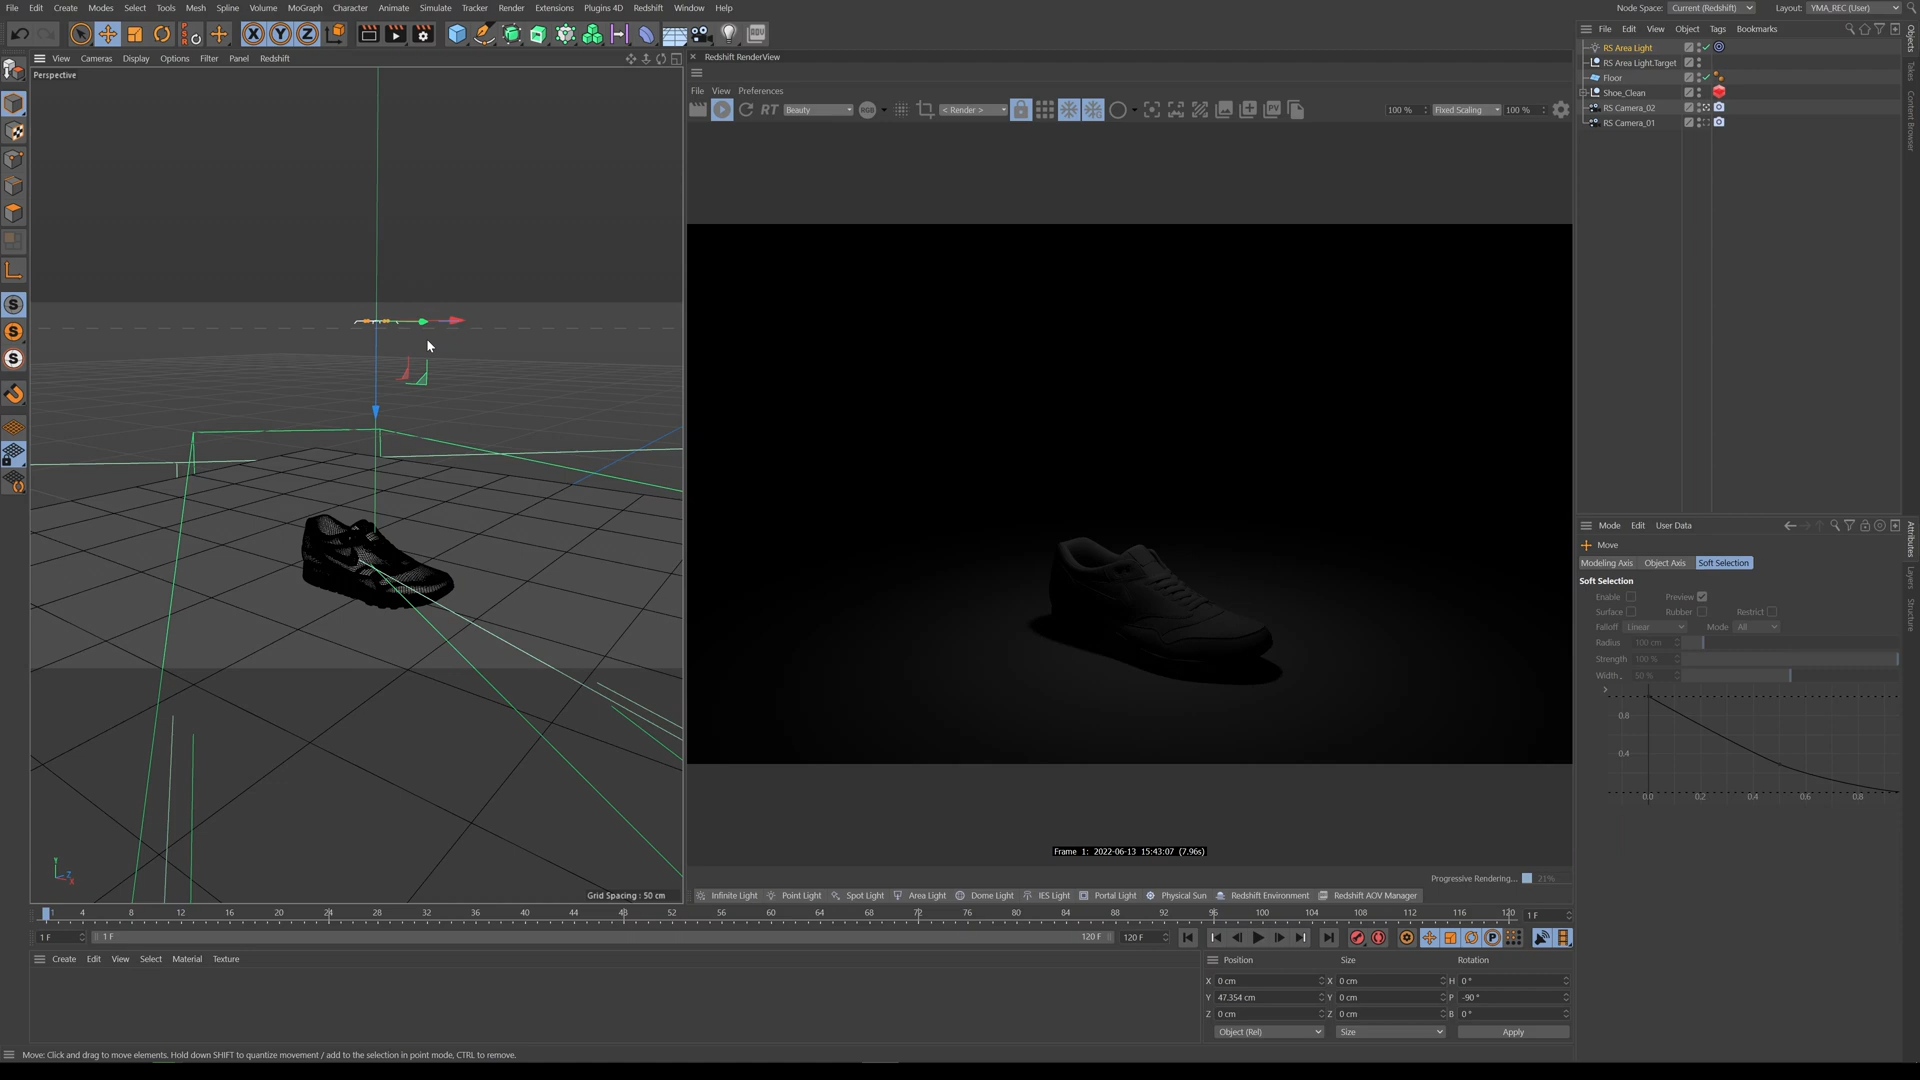 File Edit Create Modes Select Tools Mesh Spline Volume MoGraph Character Animate Simulate Tracker Render Extensions Plugins 4D Redshift Window Help
Node Space: Current (Redshift) Layout: YMA_REC (User)
View Cameras Display Options Filter Panel Redshift
Perspective
Grid Spacing : 50 cm
Redshift RenderView
File View Preferences
RT Beauty RGB < Render > PV 100 % Fixed Scaling 100 %
Frame 1: 2022-06-13 15:43:07 (7.96s)
Progressive Rendering... 21%
Infinite Light Point Light Spot Light Area Light Dome Light IES Light Portal Light Physical Sun Redshift Environment Redshift AOV Manager
File Edit View Object Tags Bookmarks
RS Area Light
RS Area Light.Target
Floor
Shoe_Clean
RS Camera_02
RS Camera_01
Objects
Takes
Content Browser
Mode Edit User Data
Move
Modeling Axis Object Axis Soft Selection
Soft Selection
Enable Preview
Surface Rubber Restrict
Falloff Linear Mode All
Radius 100 cm
Strength 100 %
Width . 50 %
0.8
0.4
0.0 0.2 0.4 0.6 0.8
Attributes
Layers
Structure
1 4 8 12 16 20 24 28 32 36 40 44 48 52 56 60 64 68 72 76 80 84 88 92 96 100 104 108 112 116 120 1 F
1 F 1 F 120 F 120 F
Create Edit View Select Material Texture
Position Size Rotation
X 0 cm X 0 cm H 0 °
Y 47.354 cm Y 0 cm P -90 °
Z 0 cm Z 0 cm B 0 °
Object (Rel) Size Apply
Move: Click and drag to move elements. Hold down SHIFT to quantize movement / add to the selection in point mode, CTRL to remove.